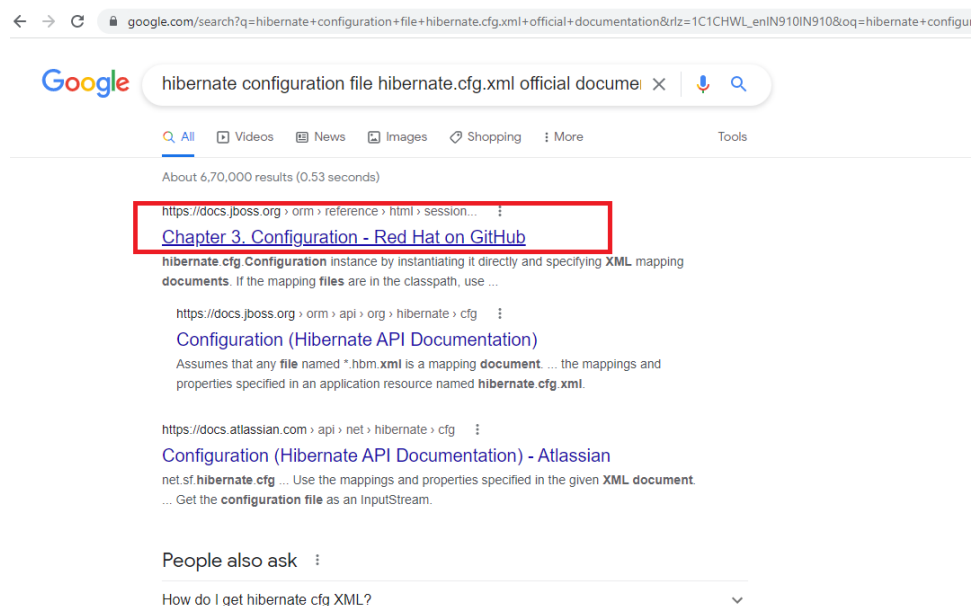 google.com/search?q=hibernate+configuration+file+hibernate.cfg.xml+official+documentation&rlz=1C1CHWL_enIN910IN910&oq=hibernate+configu
Google
hibernate configuration file hibernate.cfg.xml official docume
All Videos News Images Shopping More Tools
About 6,70,000 results (0.53 seconds)
https://docs.jboss.org › orm › reference › html › session...
Chapter 3. Configuration - Red Hat on GitHub
hibernate.cfg.Configuration instance by instantiating it directly and specifying XML mapping
documents. If the mapping files are in the classpath, use ...
https://docs.jboss.org › orm › api › org › hibernate › cfg
Configuration (Hibernate API Documentation)
Assumes that any file named *.hbm.xml is a mapping document. ... the mappings and
properties specified in an application resource named hibernate.cfg.xml.
https://docs.atlassian.com › api › net › hibernate › cfg
Configuration (Hibernate API Documentation) - Atlassian
net.sf.hibernate.cfg ... Use the mappings and properties specified in the given XML document.
... Get the configuration file as an InputStream.
People also ask
How do I get hibernate cfg XML?